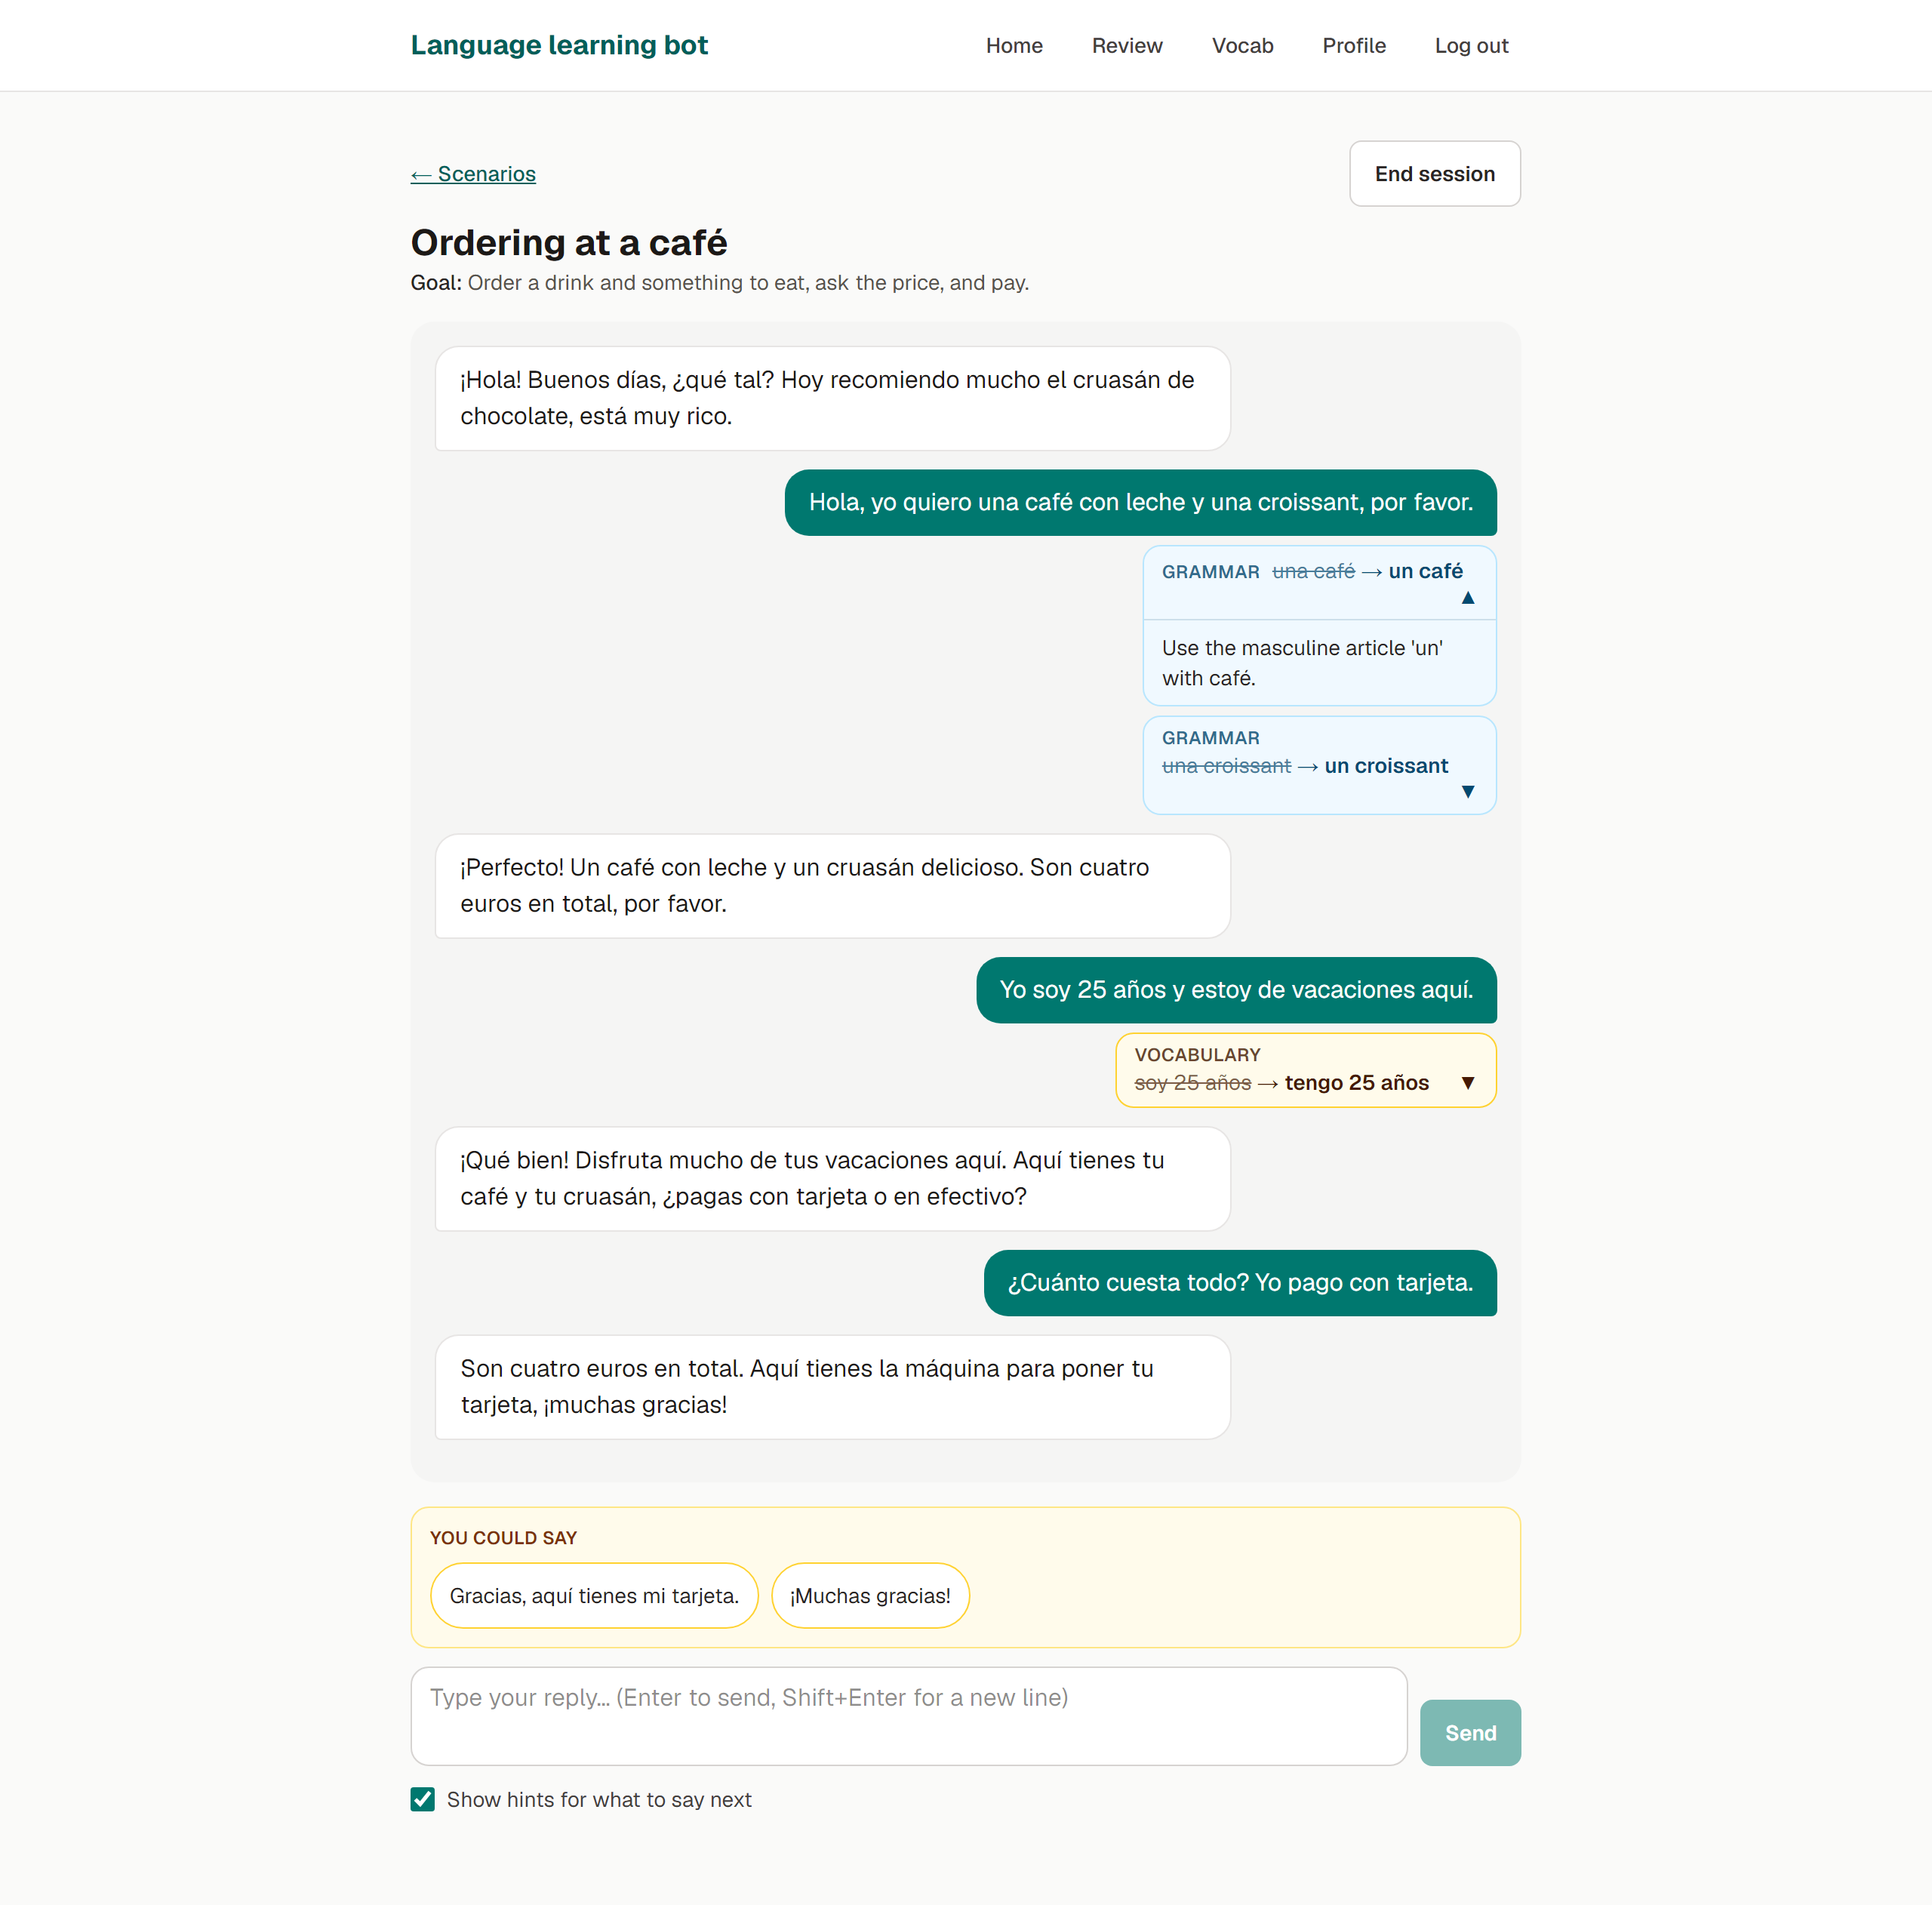 Language learning bot
Home Review Vocab Profile Log out
← Scenarios
End session
Ordering at a café
Goal: Order a drink and something to eat, ask the price, and pay.
¡Hola! Buenos días, ¿qué tal? Hoy recomiendo mucho el cruasán de
chocolate, está muy rico.
Hola, yo quiero una café con leche y una croissant, por favor.
GRAMMAR una café → un café
▲
Use the masculine article 'un'
with café.
GRAMMAR
una croissant → un croissant
▼
¡Perfecto! Un café con leche y un cruasán delicioso. Son cuatro
euros en total, por favor.
Yo soy 25 años y estoy de vacaciones aquí.
VOCABULARY
soy 25 años → tengo 25 años ▼
¡Qué bien! Disfruta mucho de tus vacaciones aquí. Aquí tienes tu
café y tu cruasán, ¿pagas con tarjeta o en efectivo?
¿Cuánto cuesta todo? Yo pago con tarjeta.
Son cuatro euros en total. Aquí tienes la máquina para poner tu
tarjeta, ¡muchas gracias!
YOU COULD SAY
Gracias, aquí tienes mi tarjeta. ¡Muchas gracias!
Type your reply... (Enter to send, Shift+Enter for a new line)
Send
Show hints for what to say next